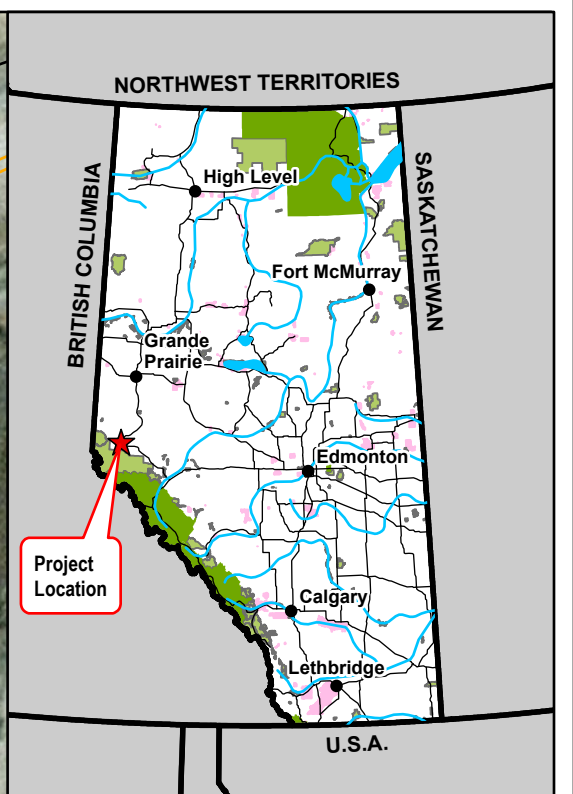 NORTHWEST TERRITORIES
BRITISH COLUMBIA
SASKATCHEWAN
High Level
Fort McMurray
Grande
Prairie
Edmonton
Project
Location
Calgary
Lethbridge
U.S.A.